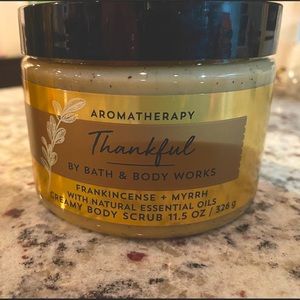 AROMATHERAPY
Thankful
BY BATH & BODY WORKS
FRANKINCENSE + MYRRH
WITH NATURAL ESSENTIAL OILS
CREAMY BODY SCRUB 11.5 OZ / 326 g